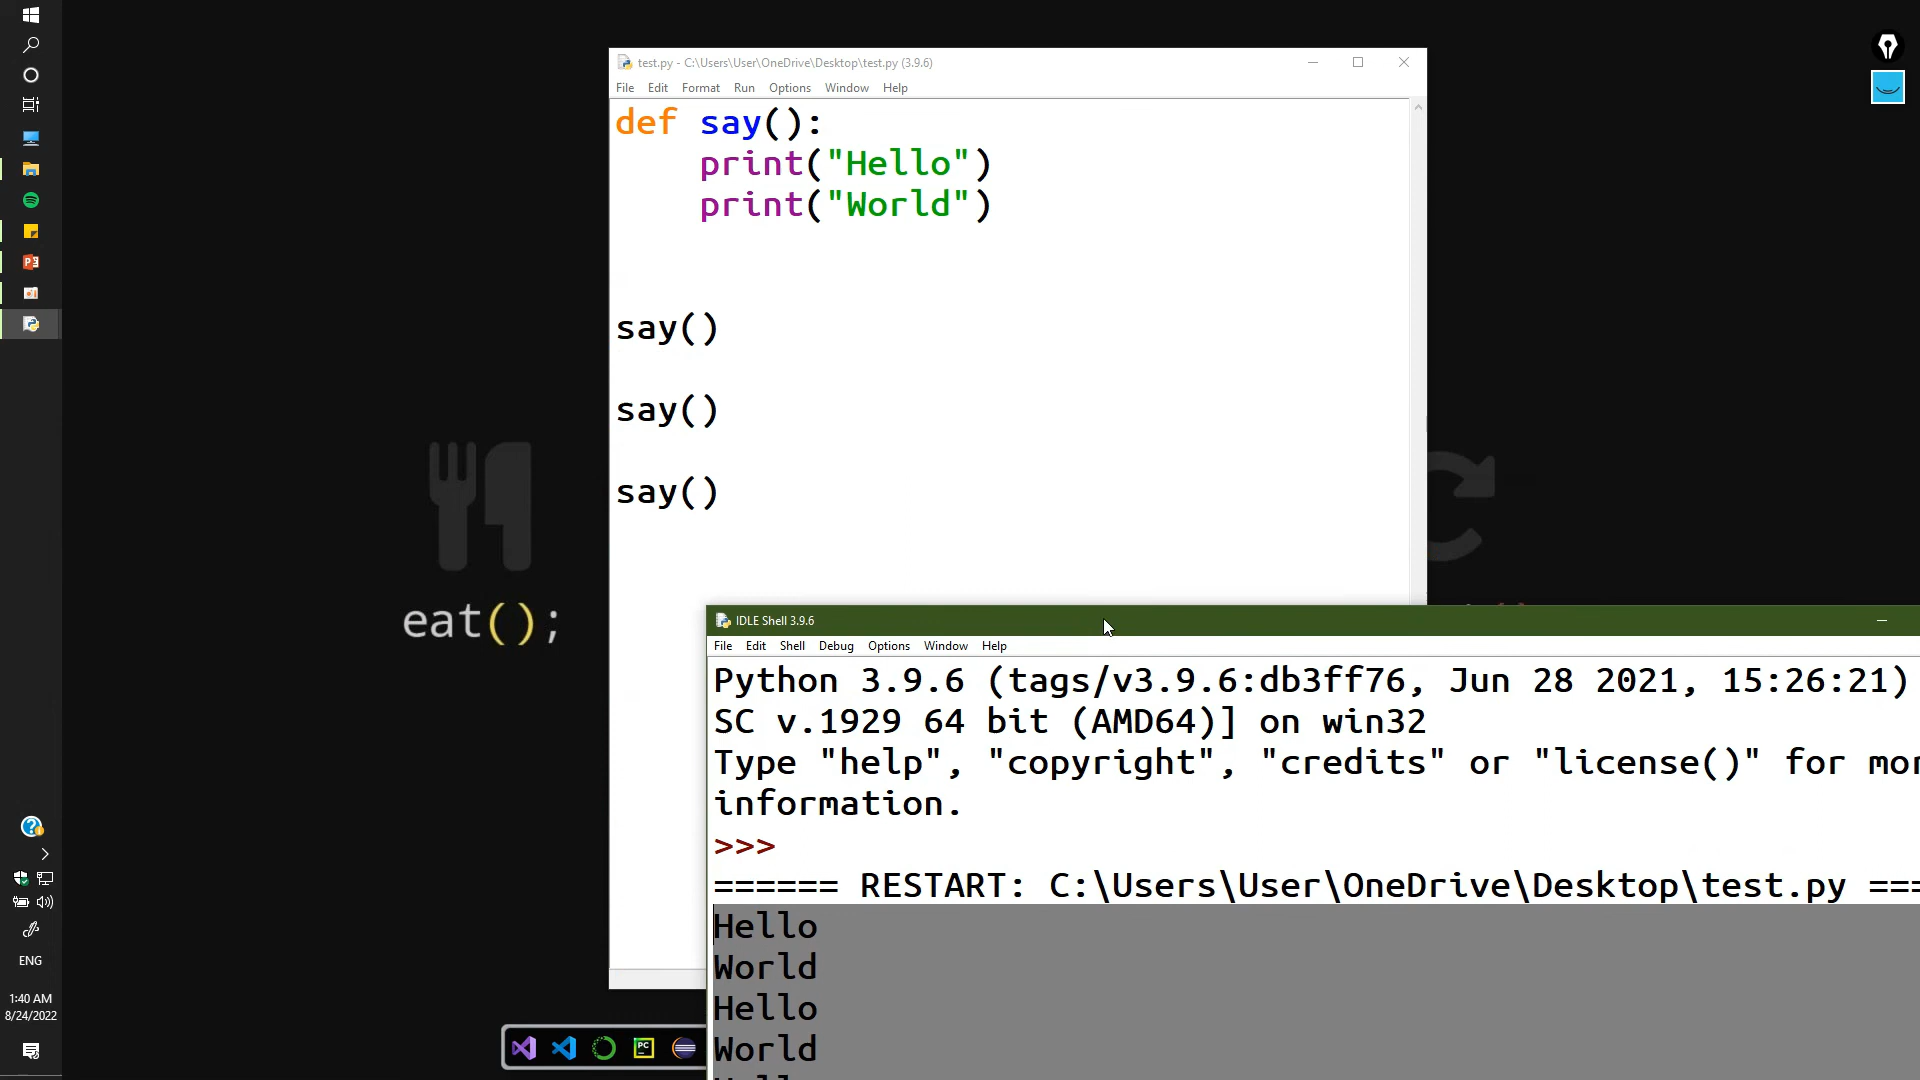 test.py - C:\Users\User\OneDrive\Desktop\test.py (3.9.6)
File Edit Format Run Options Window Help
def say():
    print("Hello")
    print("World")
say()
say()
say()
eat();
IDLE Shell 3.9.6
File Edit Shell Debug Options Window Help
Python 3.9.6 (tags/v3.9.6:db3ff76, Jun 28 2021, 15:26:21)
SC v.1929 64 bit (AMD64)] on win32
Type "help", "copyright", "credits" or "license()" for mor
information.
>>>
====== RESTART: C:\Users\User\OneDrive\Desktop\test.py ===
Hello
World
Hello
World
ENG
1:40 AM
8/24/2022
PC